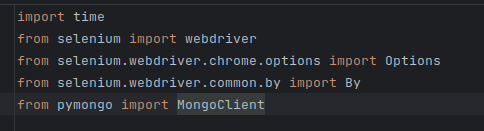 import time
from selenium import webdriver
from selenium.webdriver.chrome.options import Options
from selenium.webdriver.common.by import By
from pymongo import MongoClient